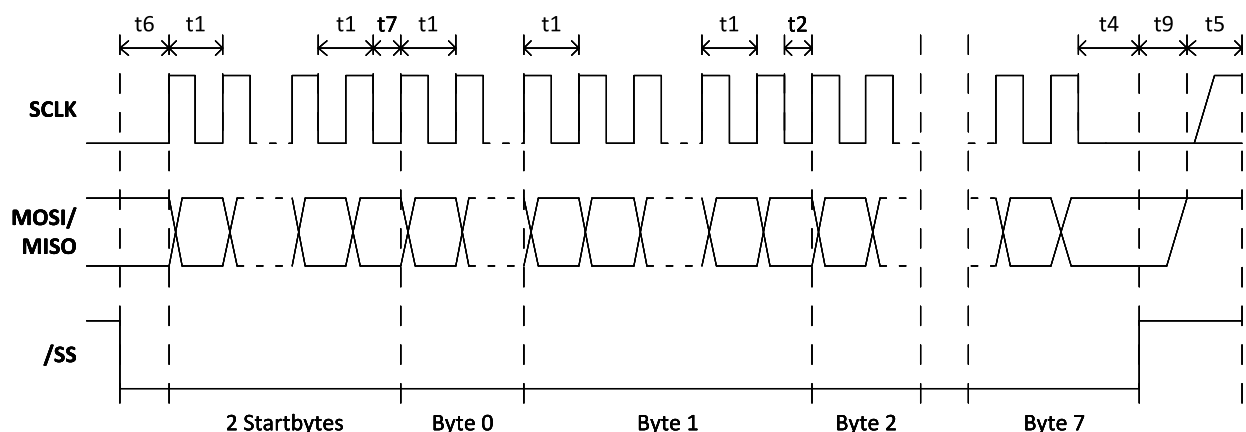 t6 t1 t1 t7 t1 t1 t1 t2 t4 t9 t5
SCLK
MOSI/
MISO
/SS
2 Startbytes Byte 0 Byte 1 Byte 2 Byte 7